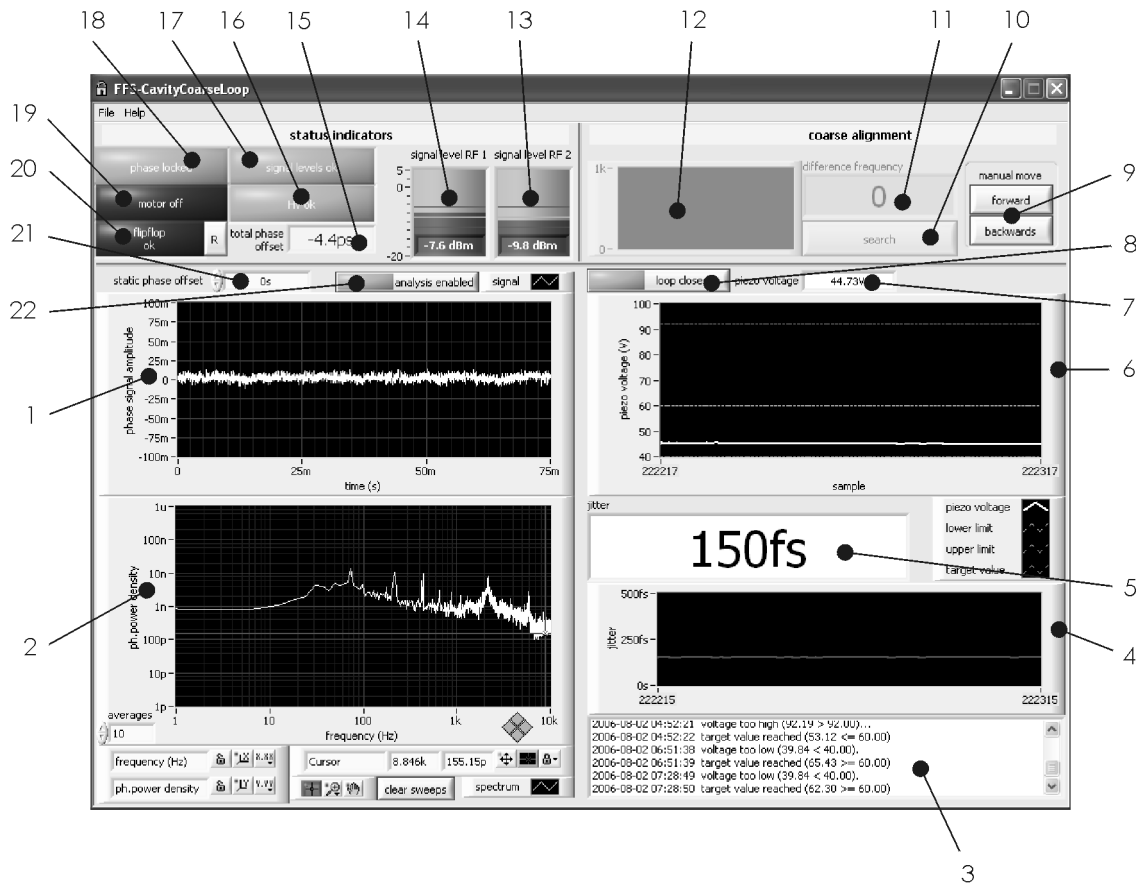 18 17 16 15 14 13 12 11 10
FFS-CavityCoarseLoop
File Help
19
20
21
22
1
2
9
8
7
6
5
4
3
status indicators
phase locked
signal levels ok
motor off
HV ok
flipflop
ok
R
total phase
offset
-4.4ps
signal level RF 1 signal level RF 2
5
0
-20
-7.6 dBm
-9.8 dBm
coarse alignment
1k
0
difference frequency
0
search
manual move
forward
backwards
static phase offset
0s
analysis enabled
signal
phase signal amplitude
100m
75m
50m
25m
0
-25m
-50m
-75m
-100m
0 25m 50m 75m
time (s)
ph.power density
1u
100n
10n
1n
100p
10p
1p
1 10 100 1k 10k
frequency (Hz)
averages
10
frequency (Hz)
ph.power density
Cursor 8.846k 155.15p
clear sweeps
spectrum
loop closed
piezo voltage
44.73V
piezo voltage (V)
100
90
80
70
60
50
40
222217 222317
sample
jitter
150fs
piezo voltage
lower limit
upper limit
target value
jitter
500fs
250fs
0s
222215 222315
2006-08-02 04:52:21 voltage too high (92.19 > 92.00)...
2006-08-02 04:52:22 target value reached (53.12 <= 60.00)
2006-08-02 06:51:38 voltage too low (39.84 < 40.00).
2006-08-02 06:51:39 target value reached (65.43 >= 60.00)
2006-08-02 07:28:49 voltage too low (39.84 < 40.00).
2006-08-02 07:28:50 target value reached (62.30 >= 60.00)